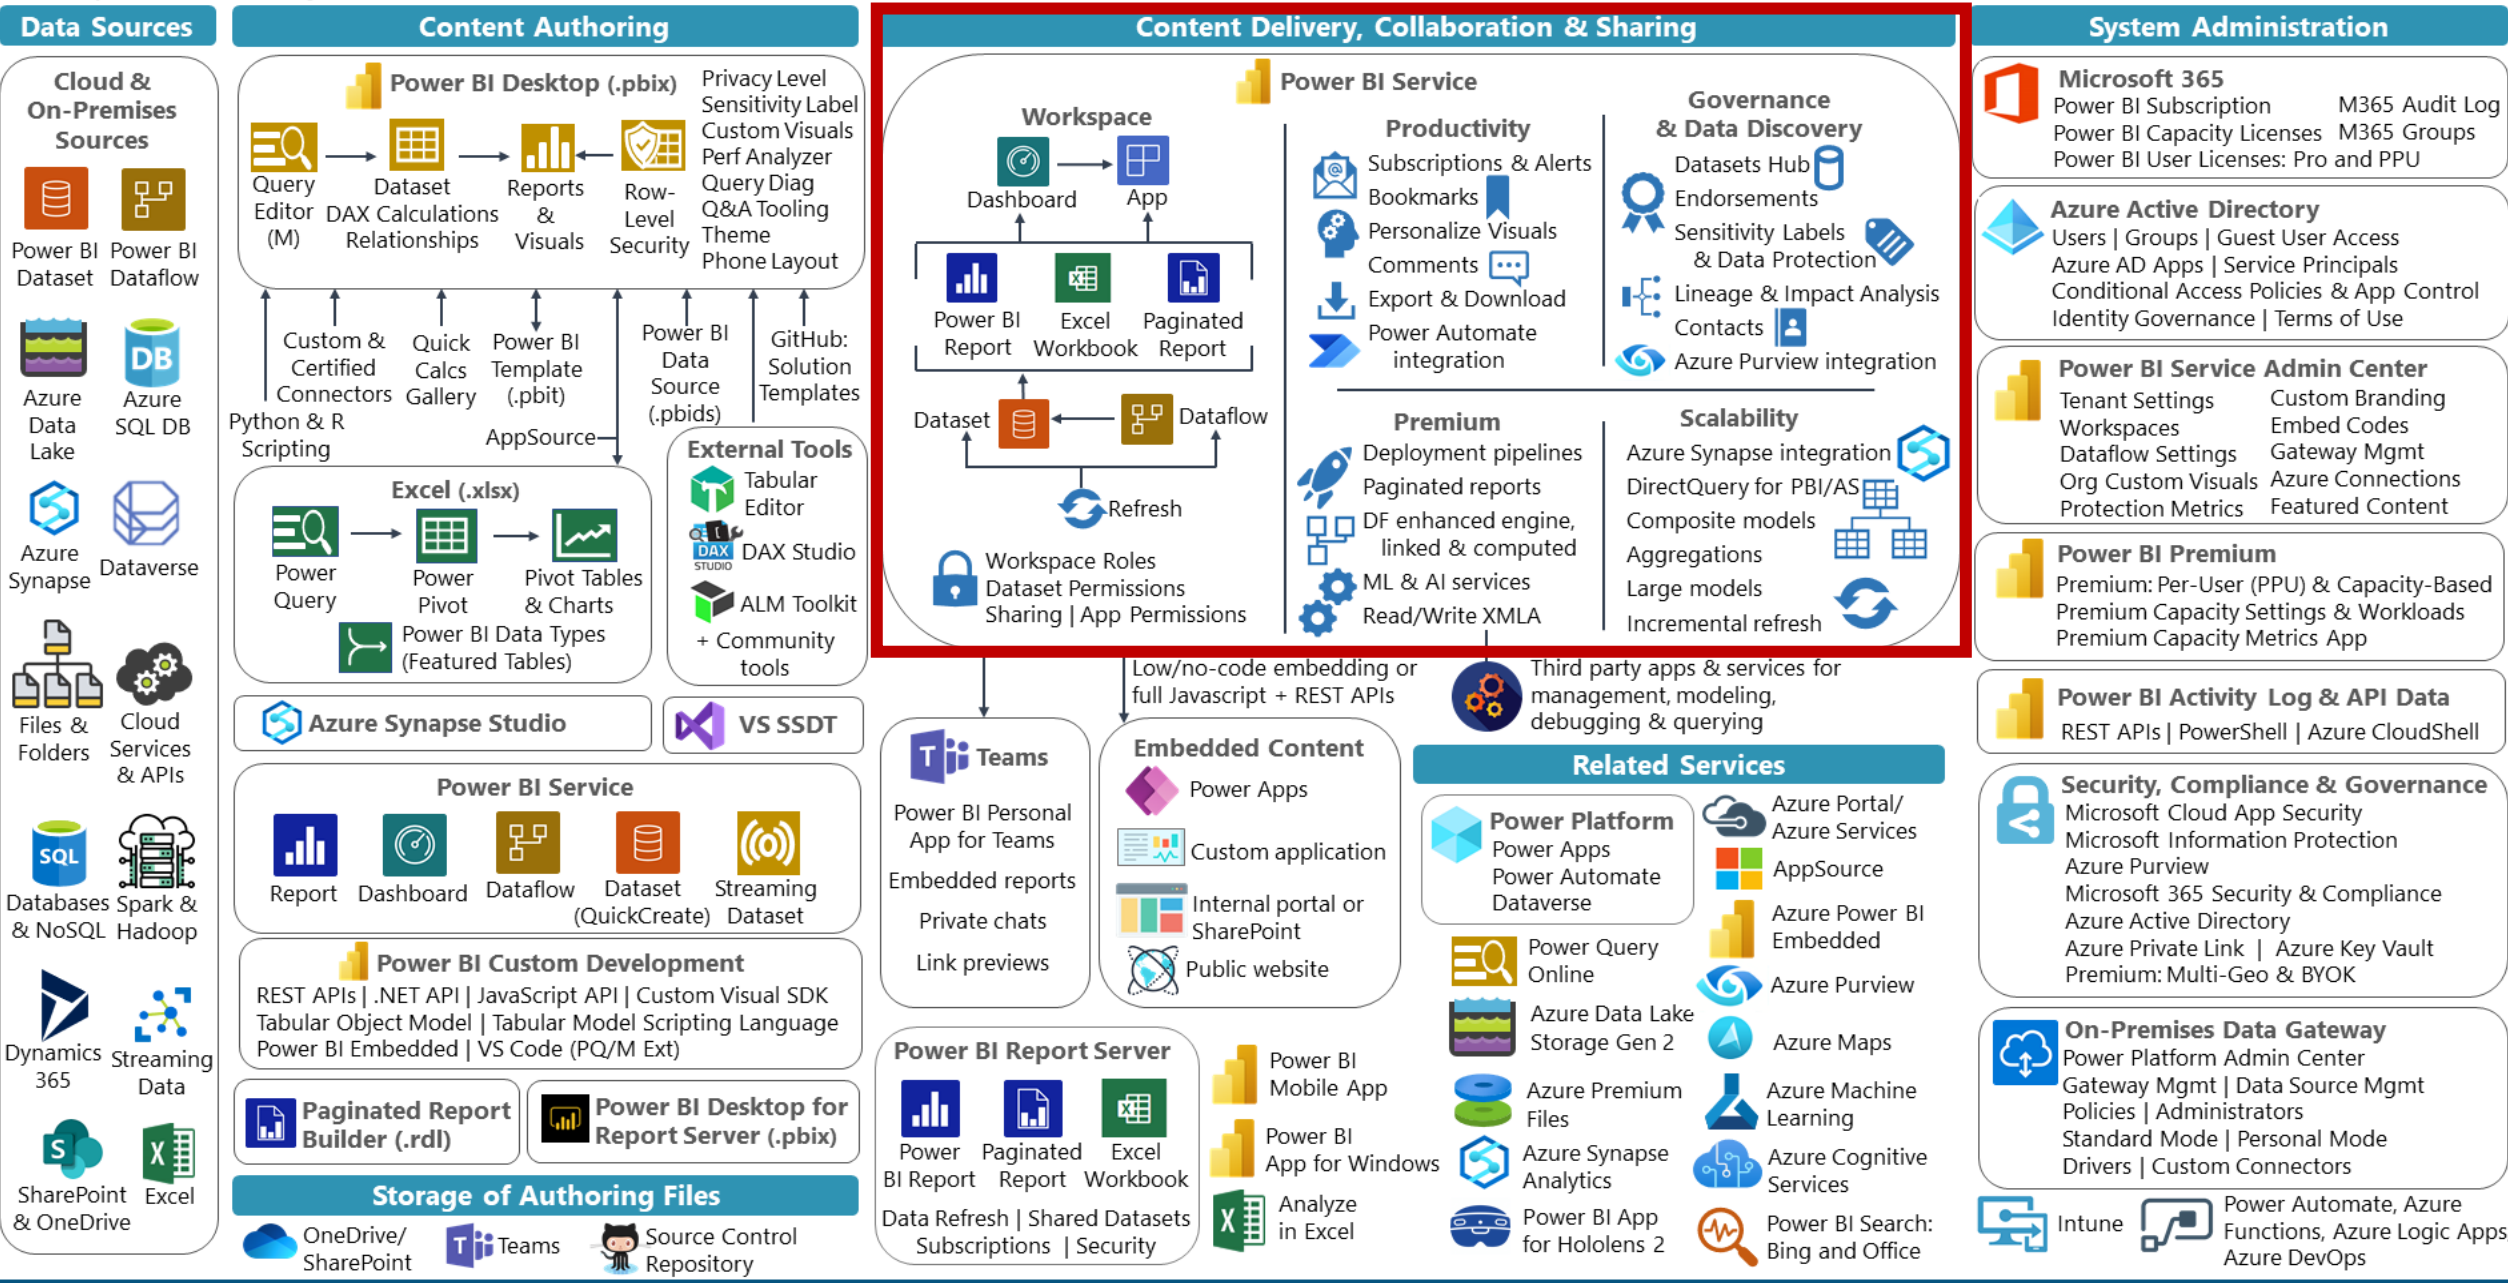 Data Sources
Cloud &
On-Premises
Sources
Power BI
Dataset
Power BI
Dataflow
Azure
Data
Lake
DB
Azure
SQL DB
Azure
Synapse
Dataverse
Files &
Folders
Cloud
Services
& APIs
SQL
Databases
& NoSQL
Spark &
Hadoop
Dynamics
365
Streaming
Data
S
SharePoint
& OneDrive
X
Excel
Content Authoring
Power BI Desktop (.pbix)
Query
Editor
(M)
Dataset
DAX Calculations
Relationships
Reports
&
Visuals
Row-
Level
Security
Privacy Level
Sensitivity Label
Custom Visuals
Perf Analyzer
Query Diag
Q&A Tooling
Theme
Phone Layout
Python & R
Scripting
Custom &
Certified
Connectors
Quick
Calcs
Gallery
Power BI
Template
(.pbit)
AppSource
Power BI
Data
Source
(.pbids)
GitHub:
Solution
Templates
Excel (.xlsx)
Power
Query
Power
Pivot
Pivot Tables
& Charts
Power BI Data Types
(Featured Tables)
External Tools
Tabular
Editor
DAX
STUDIO
DAX Studio
ALM Toolkit
+ Community
tools
Azure Synapse Studio
VS SSDT
Power BI Service
Report
Dashboard
Dataflow
Dataset
(QuickCreate)
Streaming
Dataset
Power BI Custom Development
REST APIs | .NET API | JavaScript API | Custom Visual SDK
Tabular Object Model | Tabular Model Scripting Language
Power BI Embedded | VS Code (PQ/M Ext)
Paginated Report
Builder (.rdl)
Power BI Desktop for
Report Server (.pbix)
Storage of Authoring Files
OneDrive/
SharePoint
T
Teams
Source Control
Repository
Content Delivery, Collaboration & Sharing
Power BI Service
Workspace
Dashboard
App
Power BI
Report
X
Excel
Workbook
Paginated
Report
Dataset
Dataflow
Refresh
Workspace Roles
Dataset Permissions
Sharing | App Permissions
Productivity
@
Subscriptions & Alerts
Bookmarks
Personalize Visuals
Comments
Export & Download
Power Automate
integration
Governance
& Data Discovery
Datasets Hub
Endorsements
Sensitivity Labels
& Data Protection
Lineage & Impact Analysis
Contacts
Azure Purview integration
Premium
Deployment pipelines
Paginated reports
DF enhanced engine,
linked & computed
ML & AI services
Read/Write XMLA
Scalability
Azure Synapse integration
DirectQuery for PBI/AS
Composite models
Aggregations
Large models
Incremental refresh
Low/no-code embedding or
full Javascript + REST APIs
Third party apps & services for
management, modeling,
debugging & querying
T
Teams
Power BI Personal
App for Teams
Embedded reports
Private chats
Link previews
Embedded Content
Power Apps
Custom application
Internal portal or
SharePoint
Public website
Power BI Report Server
Power
BI Report
Paginated
Report
X
Excel
Workbook
Data Refresh | Shared Datasets
Subscriptions | Security
Power BI
Mobile App
Power BI
App for Windows
X
Analyze
in Excel
Related Services
Power Platform
Power Apps
Power Automate
Dataverse
Power Query
Online
Azure Data Lake
Storage Gen 2
Azure Premium
Files
Azure Synapse
Analytics
Power BI App
for Hololens 2
Azure Portal/
Azure Services
AppSource
Azure Power BI
Embedded
Azure Purview
Azure Maps
Azure Machine
Learning
Azure Cognitive
Services
Power BI Search:
Bing and Office
System Administration
Microsoft 365
Power BI Subscription
M365 Audit Log
Power BI Capacity Licenses
M365 Groups
Power BI User Licenses: Pro and PPU
Azure Active Directory
Users | Groups | Guest User Access
Azure AD Apps | Service Principals
Conditional Access Policies & App Control
Identity Governance | Terms of Use
Power BI Service Admin Center
Tenant Settings
Custom Branding
Workspaces
Embed Codes
Dataflow Settings
Gateway Mgmt
Org Custom Visuals
Azure Connections
Protection Metrics
Featured Content
Power BI Premium
Premium: Per-User (PPU) & Capacity-Based
Premium Capacity Settings & Workloads
Premium Capacity Metrics App
Power BI Activity Log & API Data
REST APIs | PowerShell | Azure CloudShell
Security, Compliance & Governance
Microsoft Cloud App Security
Microsoft Information Protection
Azure Purview
Microsoft 365 Security & Compliance
Azure Active Directory
Azure Private Link | Azure Key Vault
Premium: Multi-Geo & BYOK
On-Premises Data Gateway
Power Platform Admin Center
Gateway Mgmt | Data Source Mgmt
Policies | Administrators
Standard Mode | Personal Mode
Drivers | Custom Connectors
Intune
Power Automate, Azure
Functions, Azure Logic Apps,
Azure DevOps